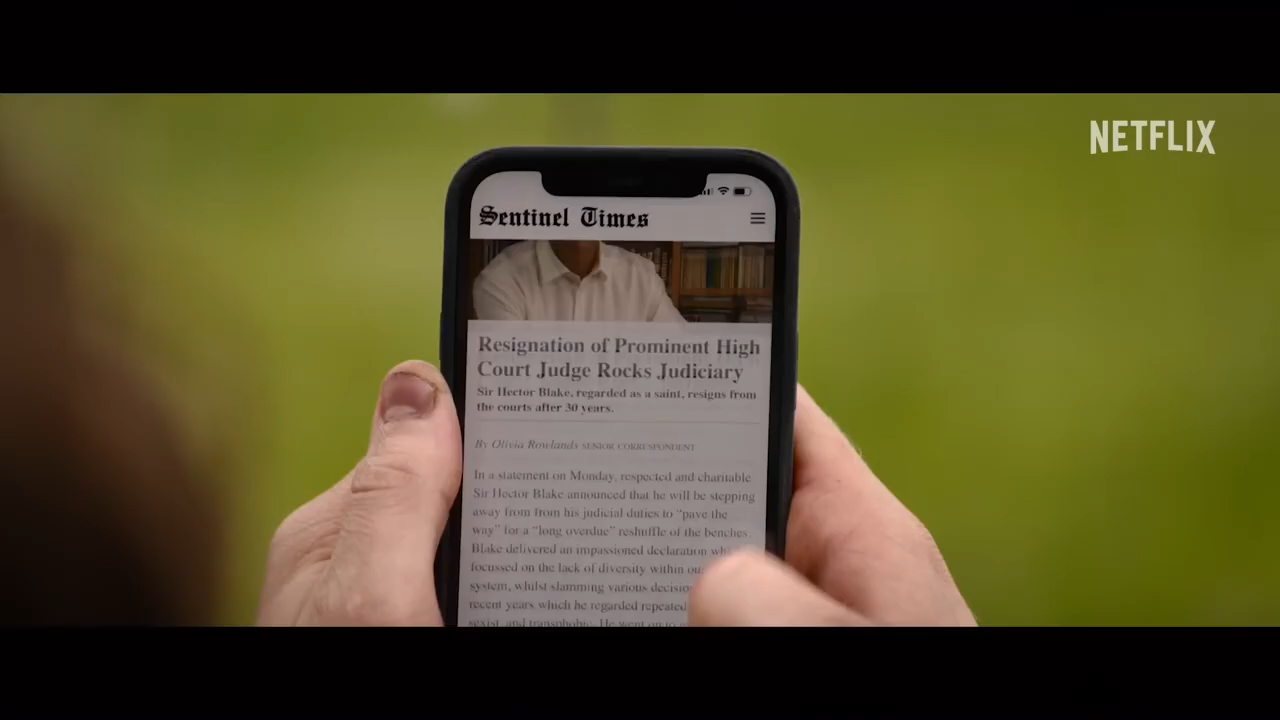 NETFLIX
Sentinel Times
Resignation of Prominent High
Court Judge Rocks Judiciary
Sir Hector Blake, regarded as a saint, resigns from
the courts after 30 years.
By Olivia Rowlands SENIOR CORRESPONDENT
In a statement on Monday, respected and charitable
Sir Hector Blake announced that he will be stepping
away from from his judicial duties to “pave the
way” for a “long overdue” reshuffle of the benches.
Blake delivered an impassioned declaration
focussed on the lack of diversity within
system, whilst slamming various
recent years which he regarded
sexist, and transphobic. He went on to